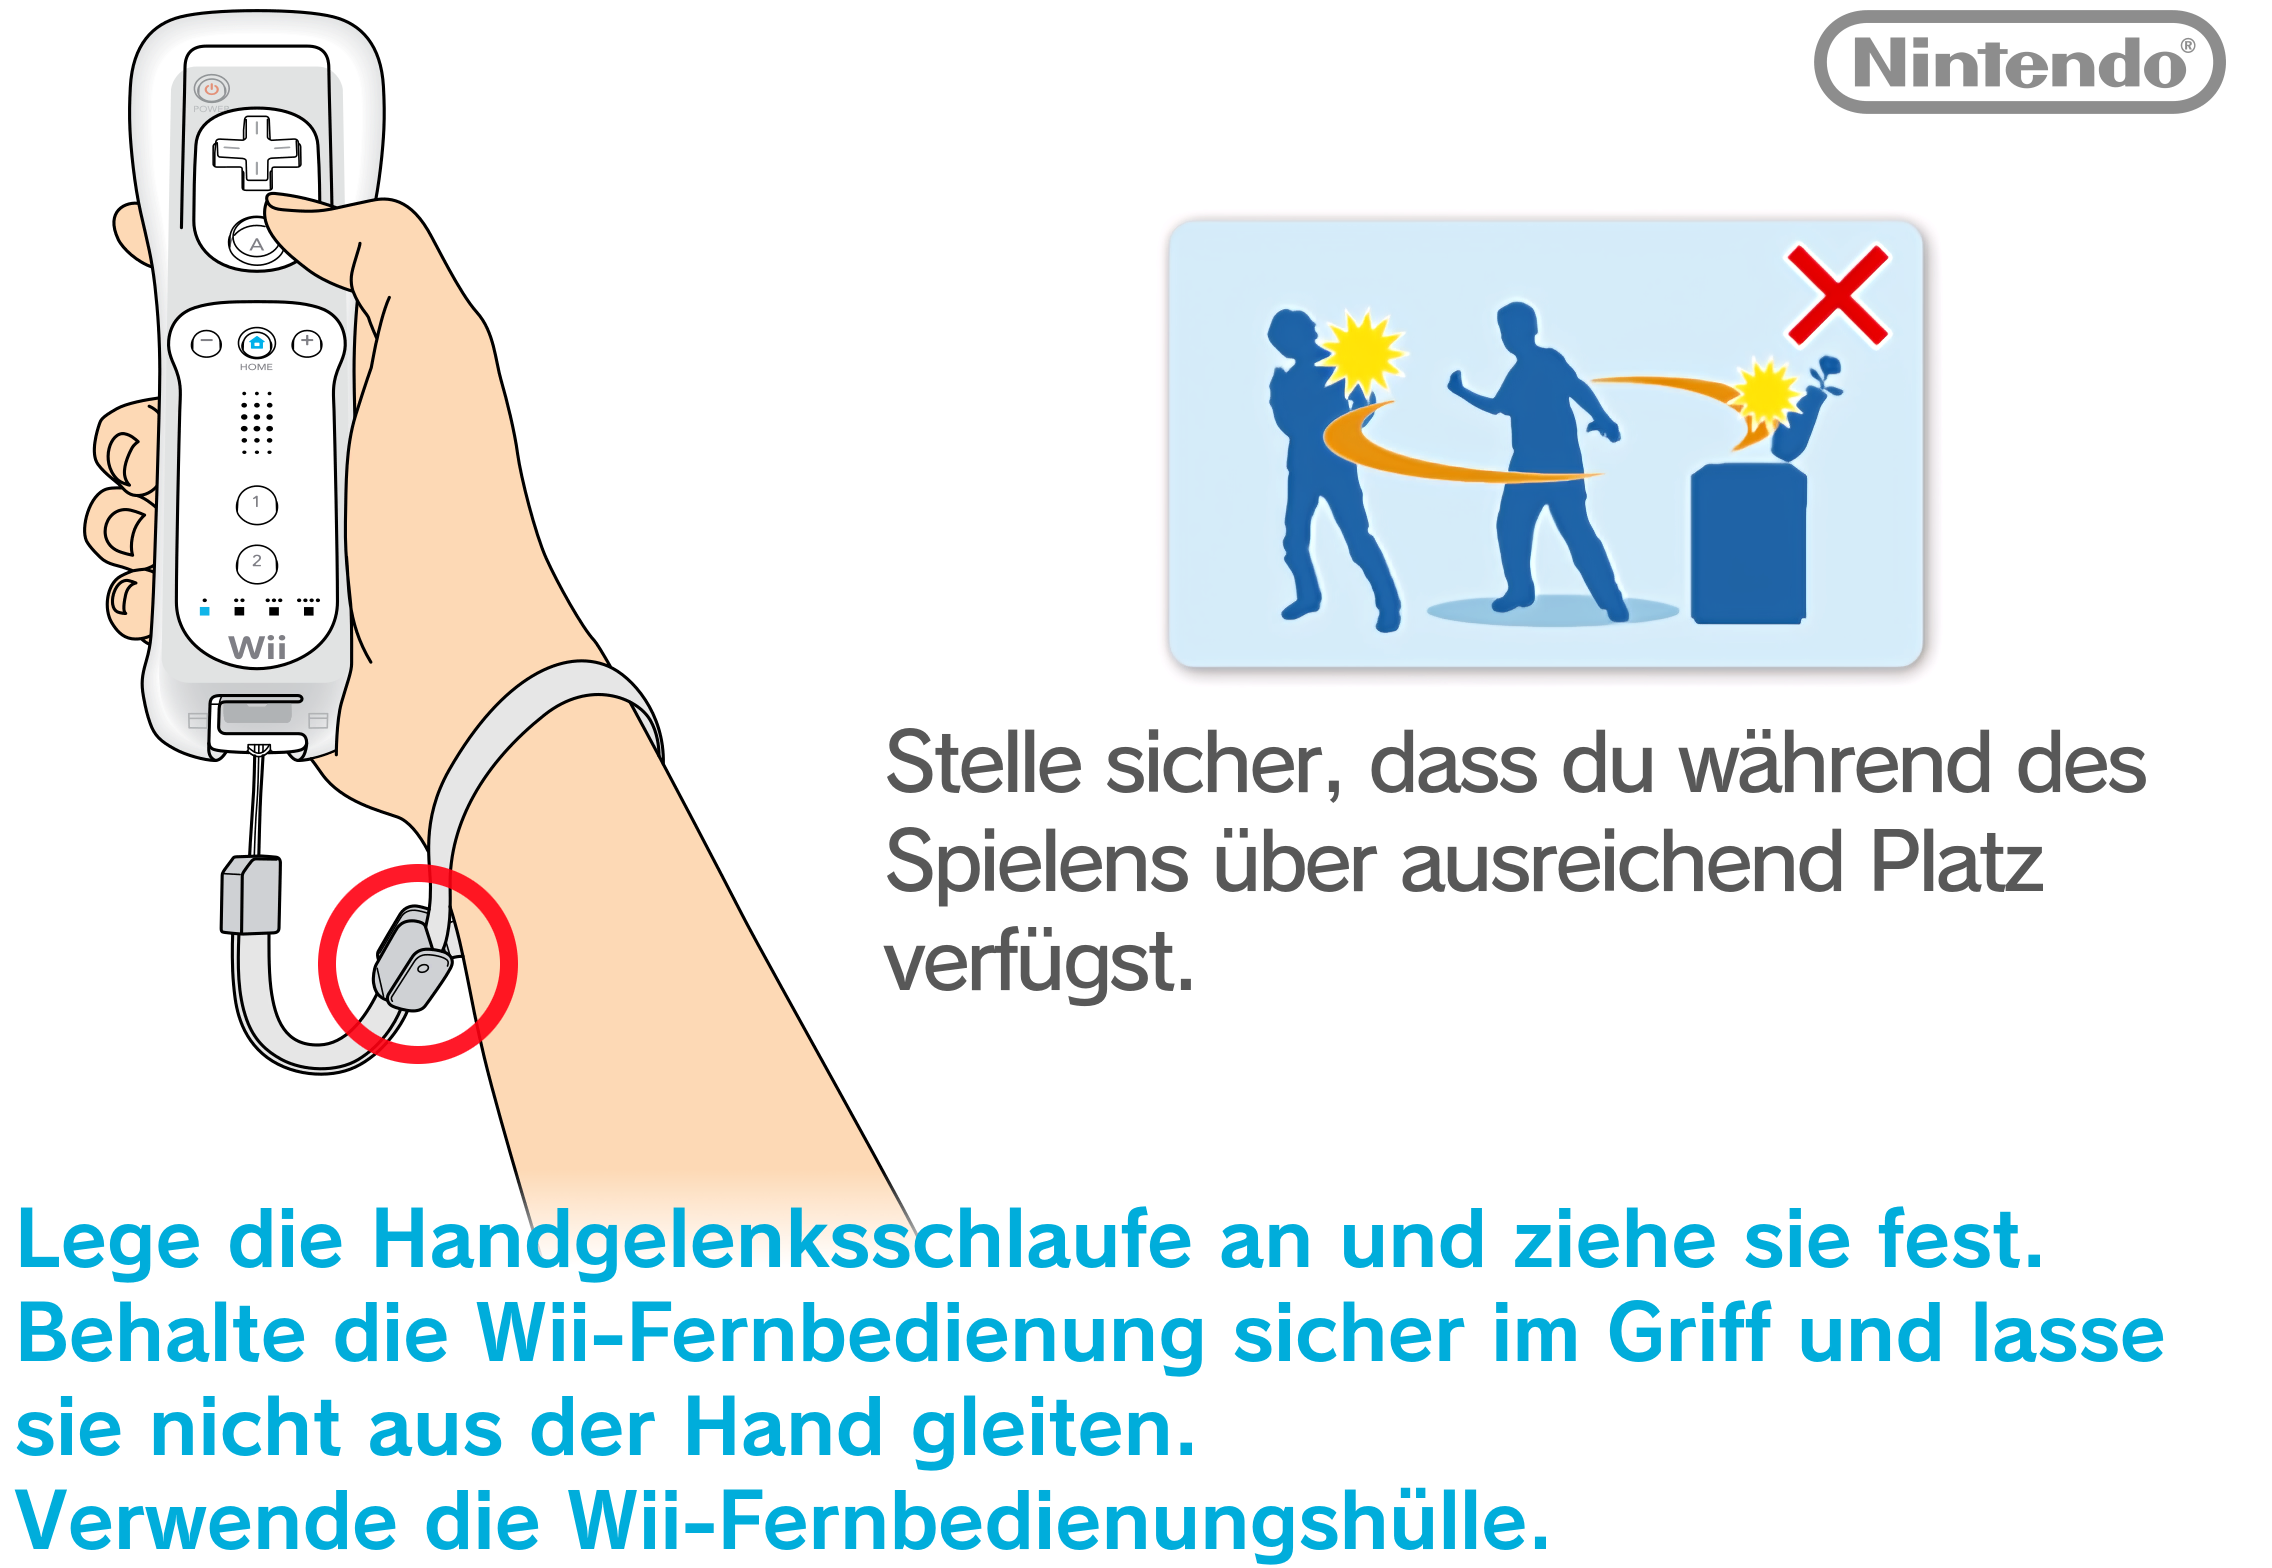 Nintendo®
POWER
A
HOME
1
2
Wii
Stelle sicher, dass du während des
Spielens über ausreichend Platz
verfügst.
Lege die Handgelenksschlaufe an und ziehe sie fest.
Behalte die Wii-Fernbedienung sicher im Griff und lasse
sie nicht aus der Hand gleiten.
Verwende die Wii-Fernbedienungshülle.